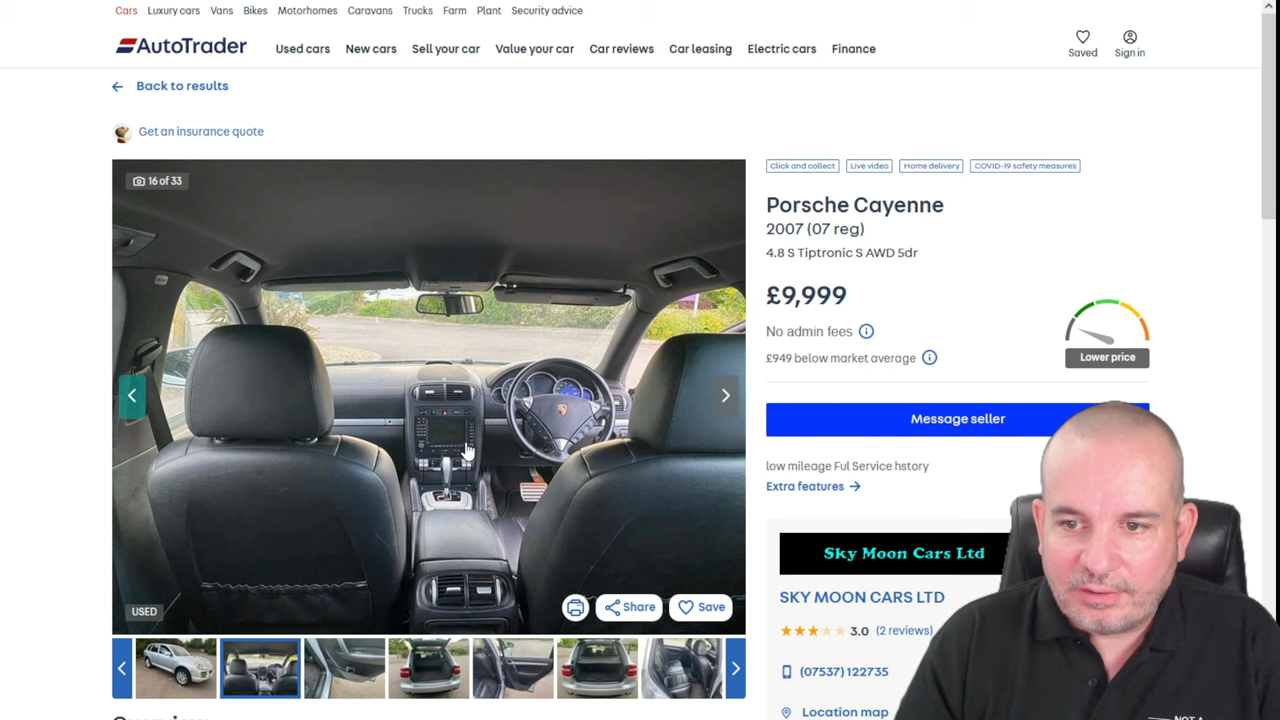 Cars Luxury cars Vans Bikes Motorhomes Caravans Trucks Farm Plant Security advice
AutoTrader Used cars New cars Sell your car Value your car Car reviews Car leasing Electric cars Finance Saved Sign in
Back to results
Get an insurance quote
16 of 33
Click and collect Live video Home delivery COVID-19 safety measures
Porsche Cayenne
2007 (07 reg)
4.8 S Tiptronic S AWD 5dr
£9,999
No admin fees
£949 below market average
Lower price
Message seller
low mileage Ful Service hstory
Extra features
Sky Moon Cars Ltd
SKY MOON CARS LTD
3.0 (2 reviews)
USED Share Save
(07537) 122735
Location map
NOT A